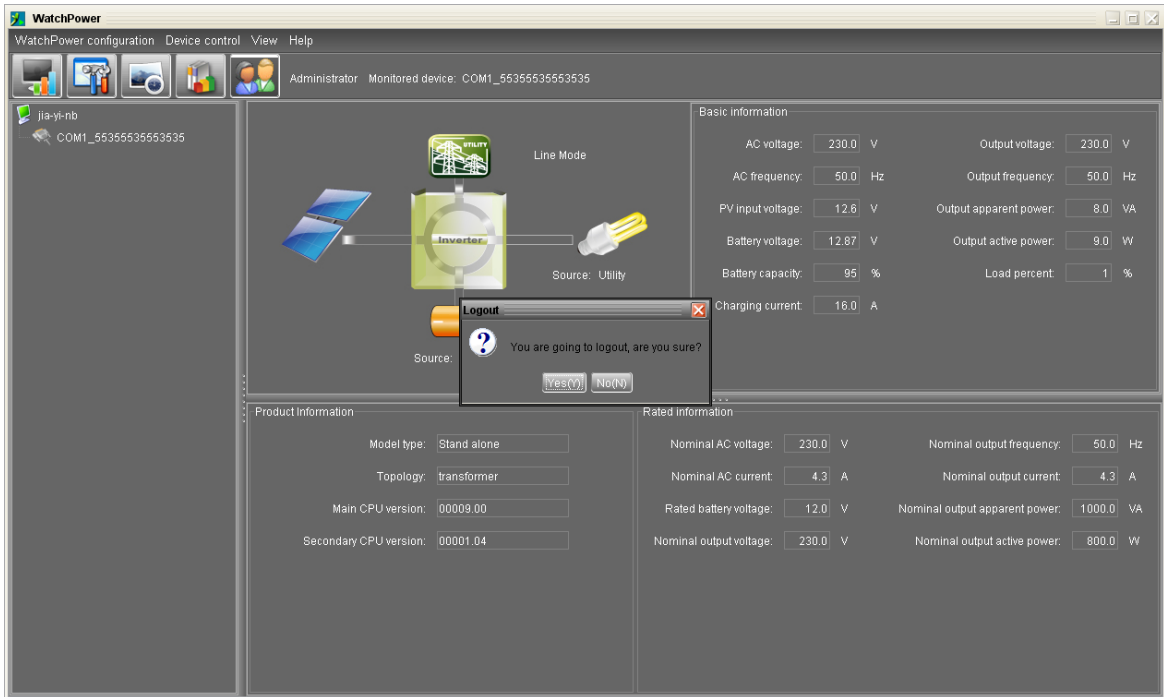 WatchPower
WatchPower configuration Device control View Help
Administrator Monitored device: COM1_55355535553535
jia-yi-nb
COM1_55355535553535
UTILITY
Line Mode
Inverter
Source: Utility
Source:
Logout
You are going to logout, are you sure?
Yes(Y) No(N)
Basic information
AC voltage: 230.0 V Output voltage: 230.0 V
AC frequency: 50.0 Hz Output frequency: 50.0 Hz
PV input voltage: 12.6 V Output apparent power: 8.0 VA
Battery voltage: 12.87 V Output active power: 9.0 W
Battery capacity: 95 % Load percent: 1 %
Charging current: 16.0 A
Product Information
Model type: Stand alone
Topology: transformer
Main CPU version: 00009.00
Secondary CPU version: 00001.04
Rated information
Nominal AC voltage: 230.0 V Nominal output frequency: 50.0 Hz
Nominal AC current: 4.3 A Nominal output current: 4.3 A
Rated battery voltage: 12.0 V Nominal output apparent power: 1000.0 VA
Nominal output voltage: 230.0 V Nominal output active power: 800.0 W